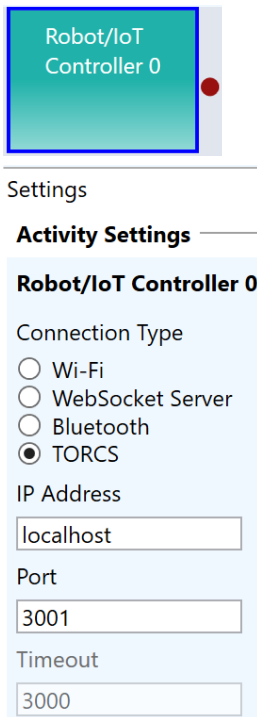 Robot/IoT
Controller 0
Settings
Activity Settings
Robot/IoT Controller 0
Connection Type
Wi-Fi
WebSocket Server
Bluetooth
TORCS
IP Address
localhost
Port
3001
Timeout
3000